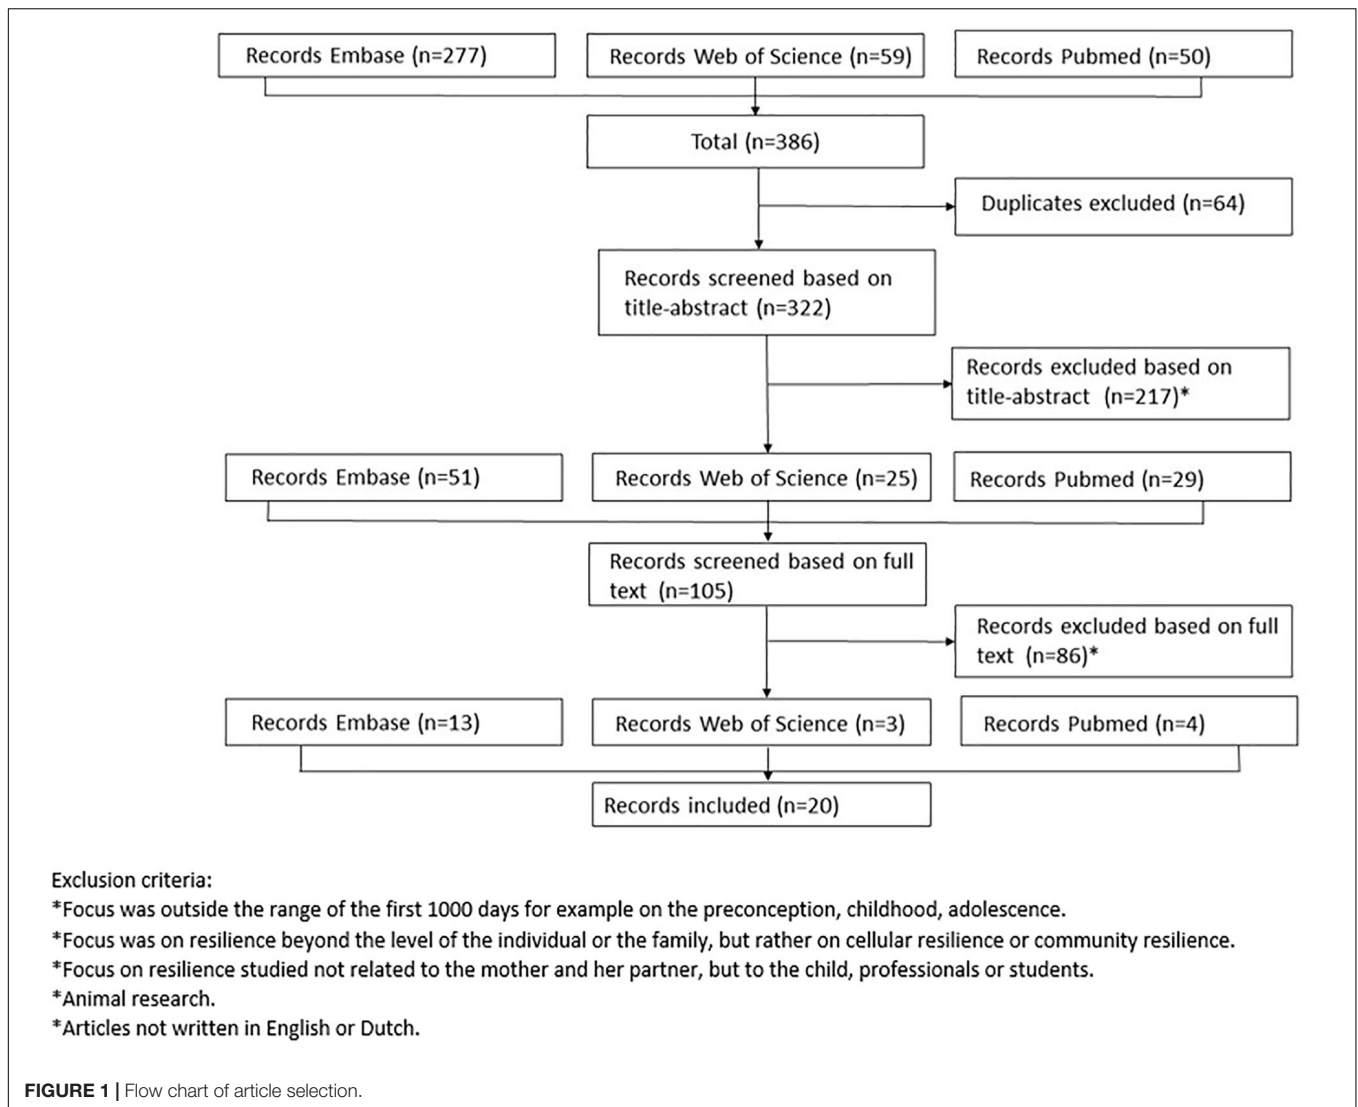 Records Embase (n=277)
Records Web of Science (n=59)
Records Pubmed (n=50)
Total (n=386)
Duplicates excluded (n=64)
Records screened based on
title-abstract (n=322)
Records excluded based on
title-abstract (n=217)*
Records Embase (n=51)
Records Web of Science (n=25)
Records Pubmed (n=29)
Records screened based on full
text (n=105)
Records excluded based on full
text (n=86)*
Records Embase (n=13)
Records Web of Science (n=3)
Records Pubmed (n=4)
Records included (n=20)
Exclusion criteria:
*Focus was outside the range of the first 1000 days for example on the preconception, childhood, adolescence.
*Focus was on resilience beyond the level of the individual or the family, but rather on cellular resilience or community resilience.
*Focus on resilience studied not related to the mother and her partner, but to the child, professionals or students.
*Animal research.
*Articles not written in English or Dutch.
FIGURE 1 | Flow chart of article selection.